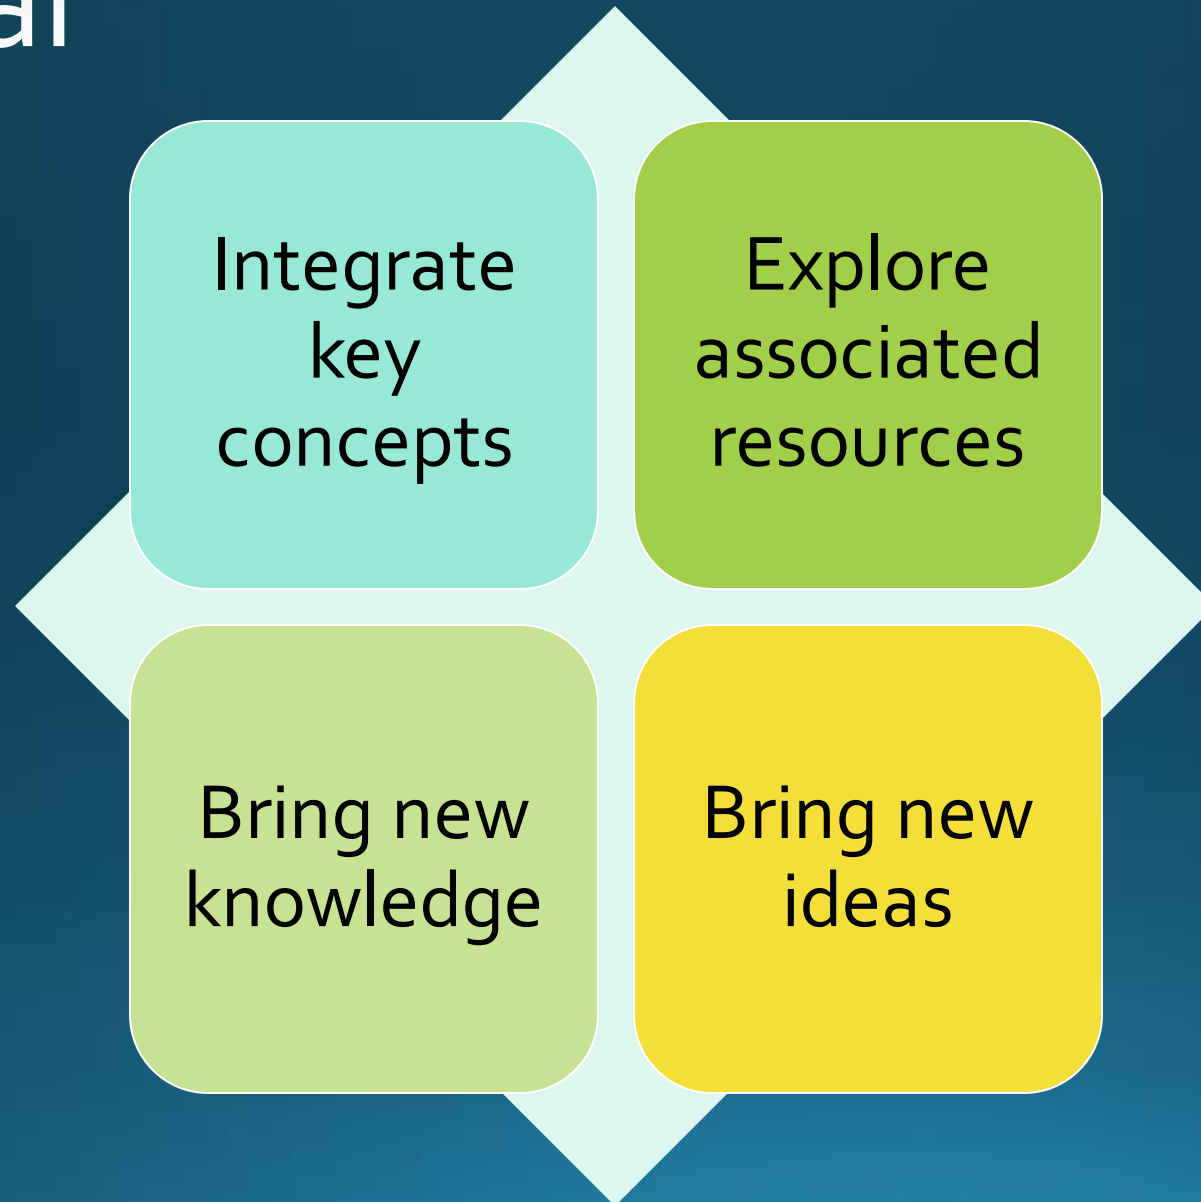 Integrate
key
concepts
Explore
associated
resources
Bring new
knowledge
Bring new
ideas